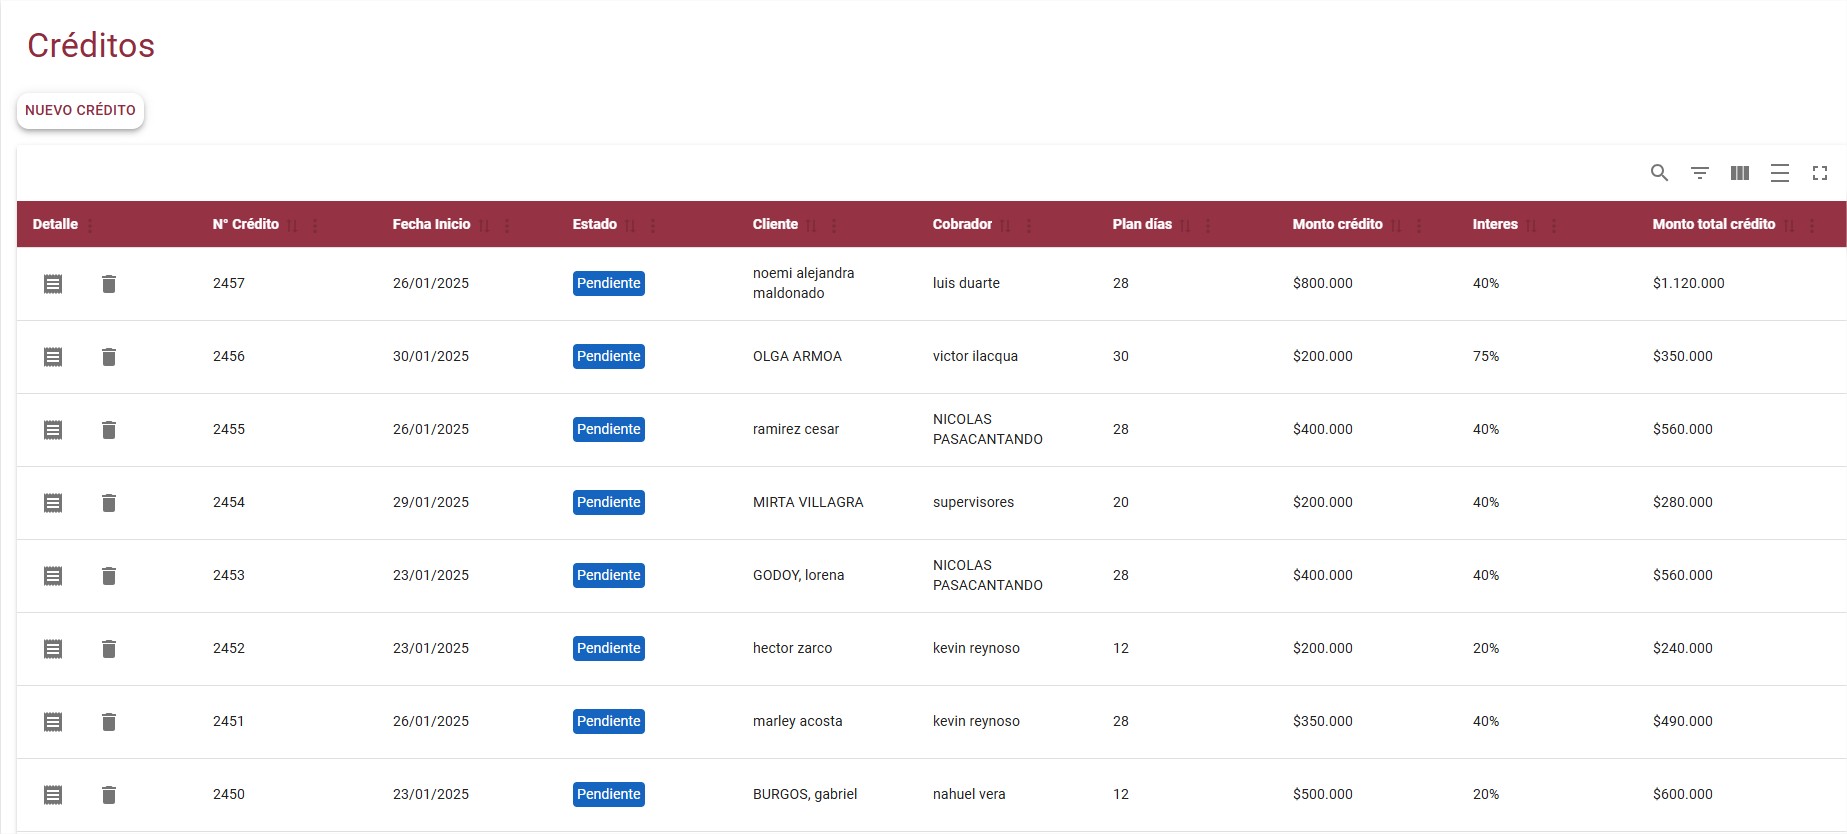 Créditos
NUEVO CRÉDITO
Detalle N° Crédito Fecha Inicio Estado Cliente Cobrador Plan días Monto crédito Interes Monto total crédito
2457 26/01/2025 Pendiente noemi alejandra maldonado luis duarte 28 $800.000 40% $1.120.000
2456 30/01/2025 Pendiente OLGA ARMOA victor ilacqua 30 $200.000 75% $350.000
2455 26/01/2025 Pendiente ramirez cesar NICOLAS PASACANTANDO 28 $400.000 40% $560.000
2454 29/01/2025 Pendiente MIRTA VILLAGRA supervisores 20 $200.000 40% $280.000
2453 23/01/2025 Pendiente GODOY, lorena NICOLAS PASACANTANDO 28 $400.000 40% $560.000
2452 23/01/2025 Pendiente hector zarco kevin reynoso 12 $200.000 20% $240.000
2451 26/01/2025 Pendiente marley acosta kevin reynoso 28 $350.000 40% $490.000
2450 23/01/2025 Pendiente BURGOS, gabriel nahuel vera 12 $500.000 20% $600.000